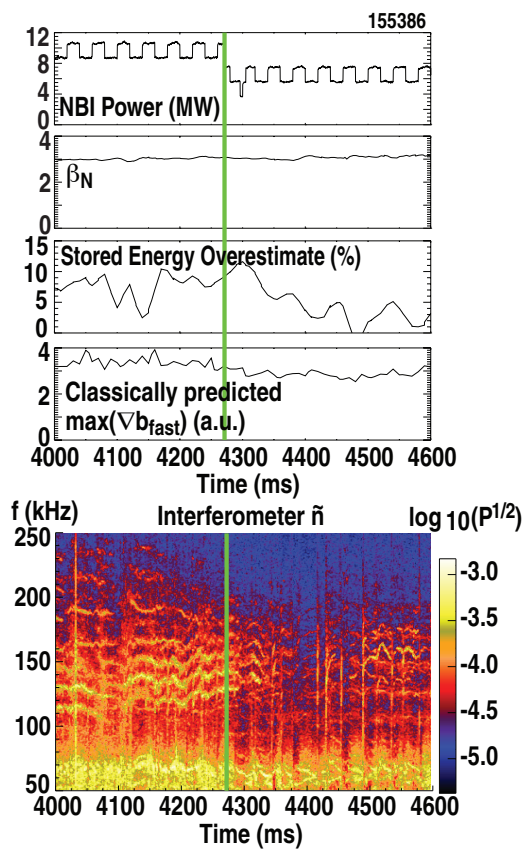 155386
12
8
4
0
NBI Power (MW)
4
2
0
βN
15
10
5
0
Stored Energy Overestimate (%)
4
2
0
Classically predicted
max(∇bfast) (a.u.)
4000 4100 4200 4300 4400 4500 4600
Time (ms)
f (kHz) Interferometer ñ log 10(P1/2)
250
200
150
100
50
-3.0
-3.5
-4.0
-4.5
-5.0
4000 4100 4200 4300 4400 4500 4600
Time (ms)